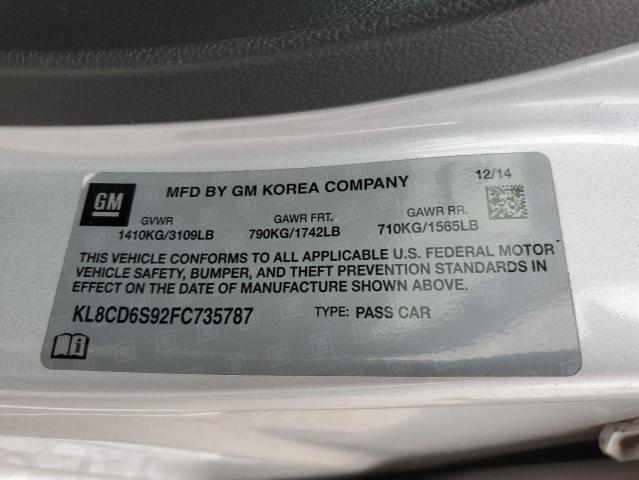 GM
MFD BY GM KOREA COMPANY
12/14
GVWR GAWR FRT. GAWR RR.
1410KG/3109LB 790KG/1742LB 710KG/1565LB
THIS VEHICLE CONFORMS TO ALL APPLICABLE U.S. FEDERAL MOTOR
VEHICLE SAFETY, BUMPER, AND THEFT PREVENTION STANDARDS IN
EFFECT ON THE DATE OF MANUFACTURE SHOWN ABOVE.
KL8CD6S92FC735787 TYPE: PASS CAR